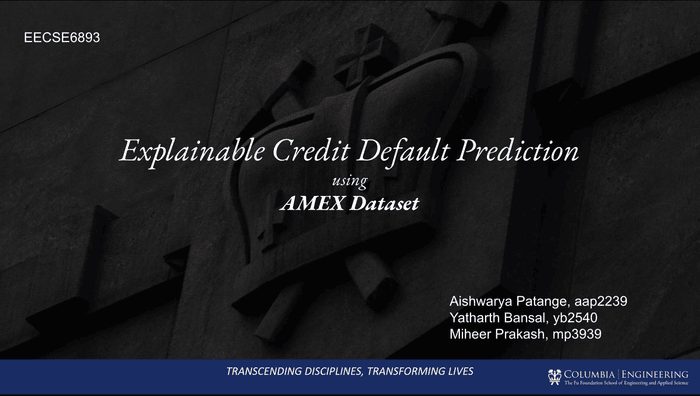 EECSE6893
Explainable Credit Default Prediction
using
AMEX Dataset
Aishwarya Patange, aap2239
Yatharth Bansal, yb2540
Miheer Prakash, mp3939
TRANSCENDING DISCIPLINES, TRANSFORMING LIVES
COLUMBIA | ENGINEERING
The Fu Foundation School of Engineering and Applied Science